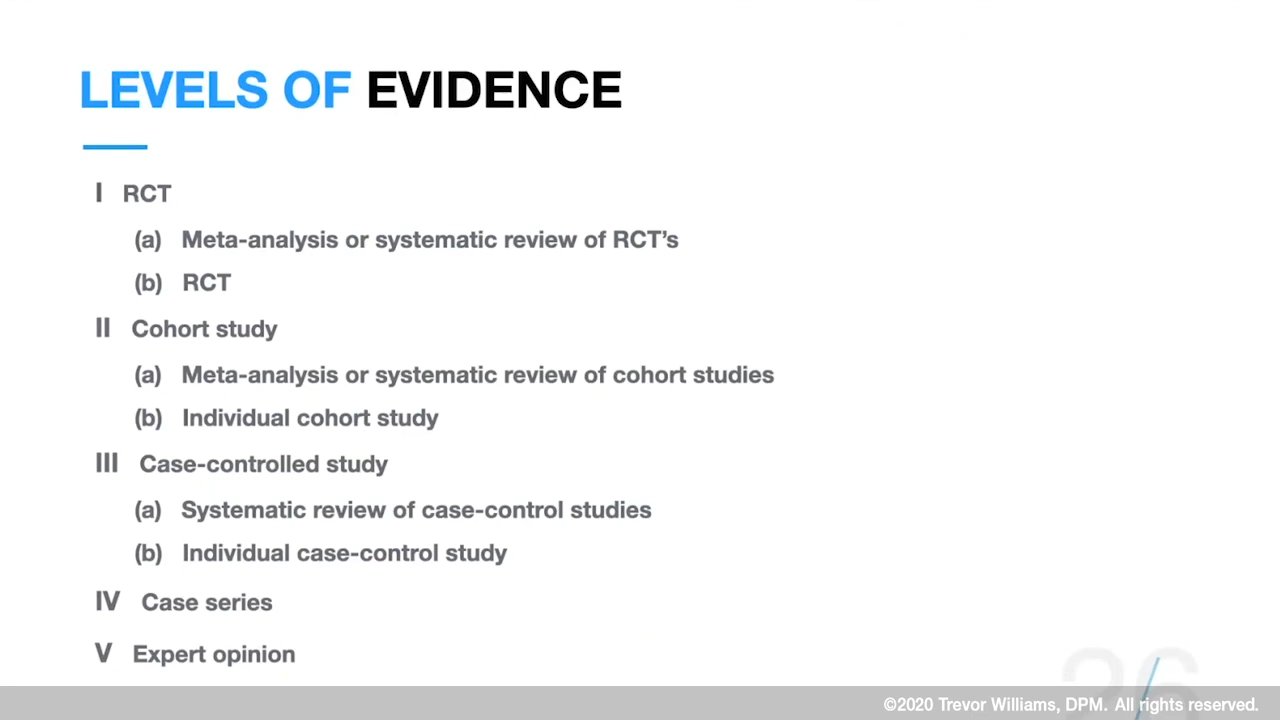 LEVELS OF EVIDENCE
I RCT
(a) Meta-analysis or systematic review of RCT’s
(b) RCT
II Cohort study
(a) Meta-analysis or systematic review of cohort studies
(b) Individual cohort study
III Case-controlled study
(a) Systematic review of case-control studies
(b) Individual case-control study
IV Case series
V Expert opinion
26
©2020 Trevor Williams, DPM. All rights reserved.